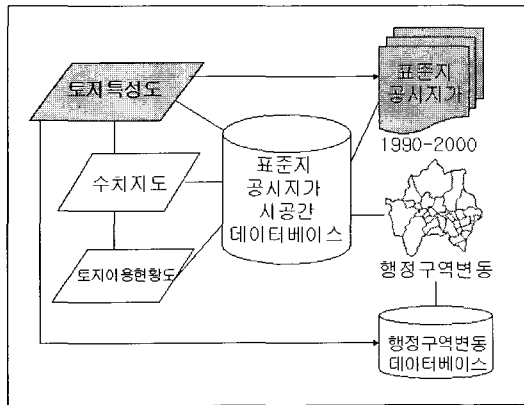 토지특성도
표준지
공시지가
1990-2000
수치지도
표준지
공시지가
시공간
데이터베이스
토지이용현황도
행정구역변동
행정구역변동
데이터베이스